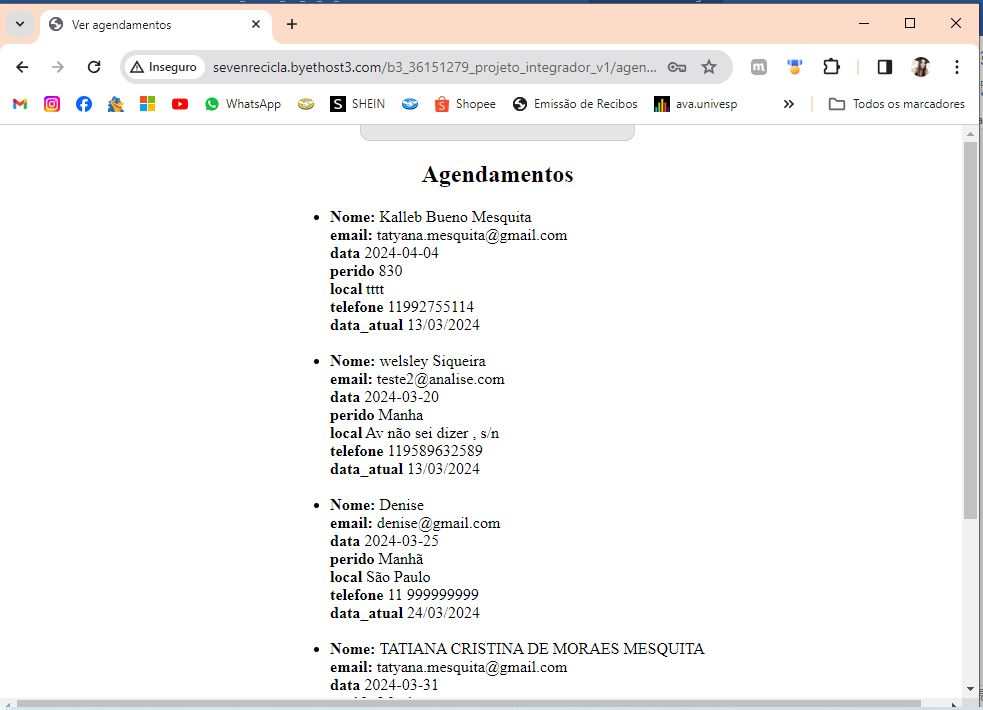 Ver agendamentos
Inseguro
sevenrecicla.byethost3.com/b3_36151279_projeto_integrador_v1/agen...
WhatsApp
SHEIN
Shopee
Emissão de Recibos
ava.univesp
Todos os marcadores
Agendamentos
Nome: Kalleb Bueno Mesquita
email: tatyana.mesquita@gmail.com
data 2024-04-04
perido 830
local tttt
telefone 11992755114
data_atual 13/03/2024
Nome: welsley Siqueira
email: teste2@analise.com
data 2024-03-20
perido Manha
local Av não sei dizer , s/n
telefone 119589632589
data_atual 13/03/2024
Nome: Denise
email: denise@gmail.com
data 2024-03-25
perido Manhã
local São Paulo
telefone 11 999999999
data_atual 24/03/2024
Nome: TATIANA CRISTINA DE MORAES MESQUITA
email: tatyana.mesquita@gmail.com
data 2024-03-31